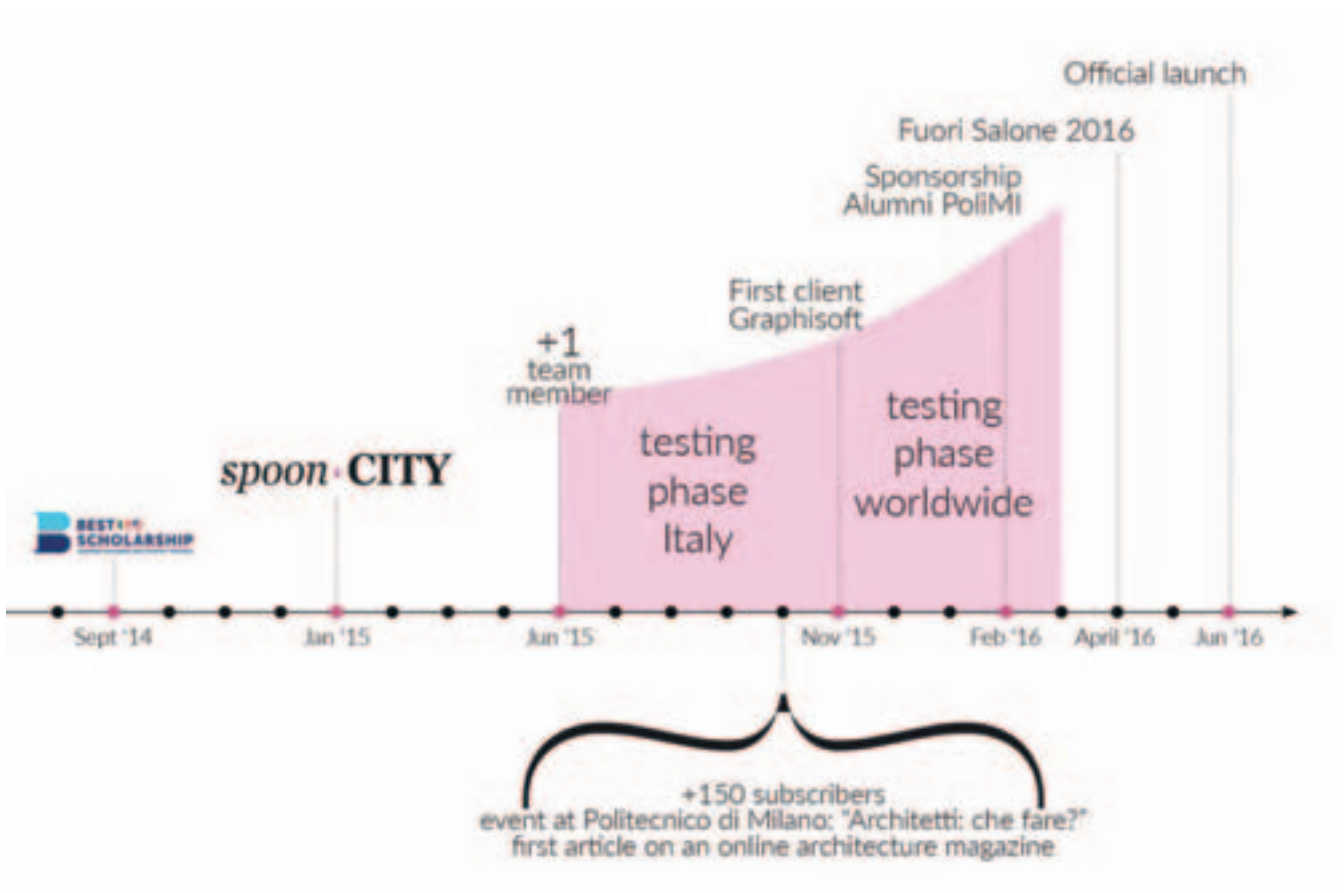 Official launch
Fuori Salone 2016
Sponsorship
Alumni PoliMI
First client
Graphisoft
+1
team
member
testing
phase
Italy
testing
phase
worldwide
spoon CITY
BEST
SCHOLARSHIP
Sept '14
Jan '15
Jun '15
Nov '15
Feb '16
April '16
Jun '16
+150 subscribers
event at Politecnico di Milano: "Architetti: che fare?"
first article on an online architecture magazine